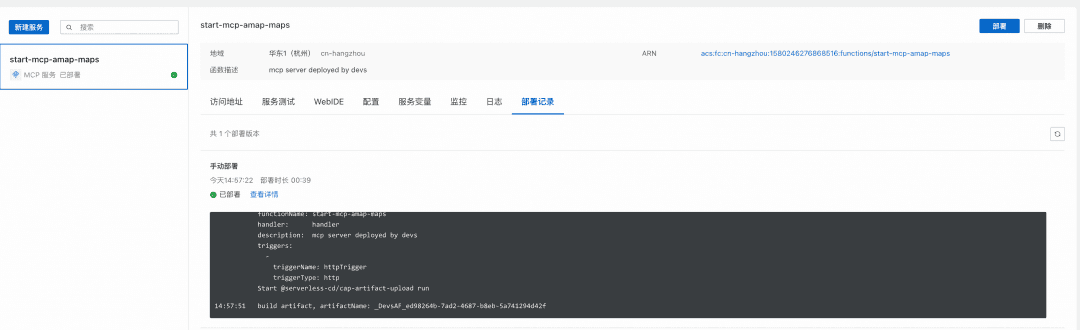 新建服务
搜索
start-mcp-amap-maps
MCP 服务 已部署
start-mcp-amap-maps
部署
删除
地域 华东1（杭州） cn-hangzhou ARN acs:fc:cn-hangzhou:1580246276868516:functions/start-mcp-amap-maps
函数描述 mcp server deployed by devs
访问地址 服务测试 WebIDE 配置 服务变量 监控 日志 部署记录
共 1 个部署版本
手动部署
今天14:57:22 部署时长 00:39
已部署 查看详情
functionName: start-mcp-amap-maps
handler: handler
description: mcp server deployed by devs
triggers:
-
triggerName: httpTrigger
triggerType: http
Start @serverless-cd/cap-artifact-upload run
14:57:51 build artifact, artifactName: _DevsAF_ed98264b-7ad2-4687-b8eb-5a741294d42f